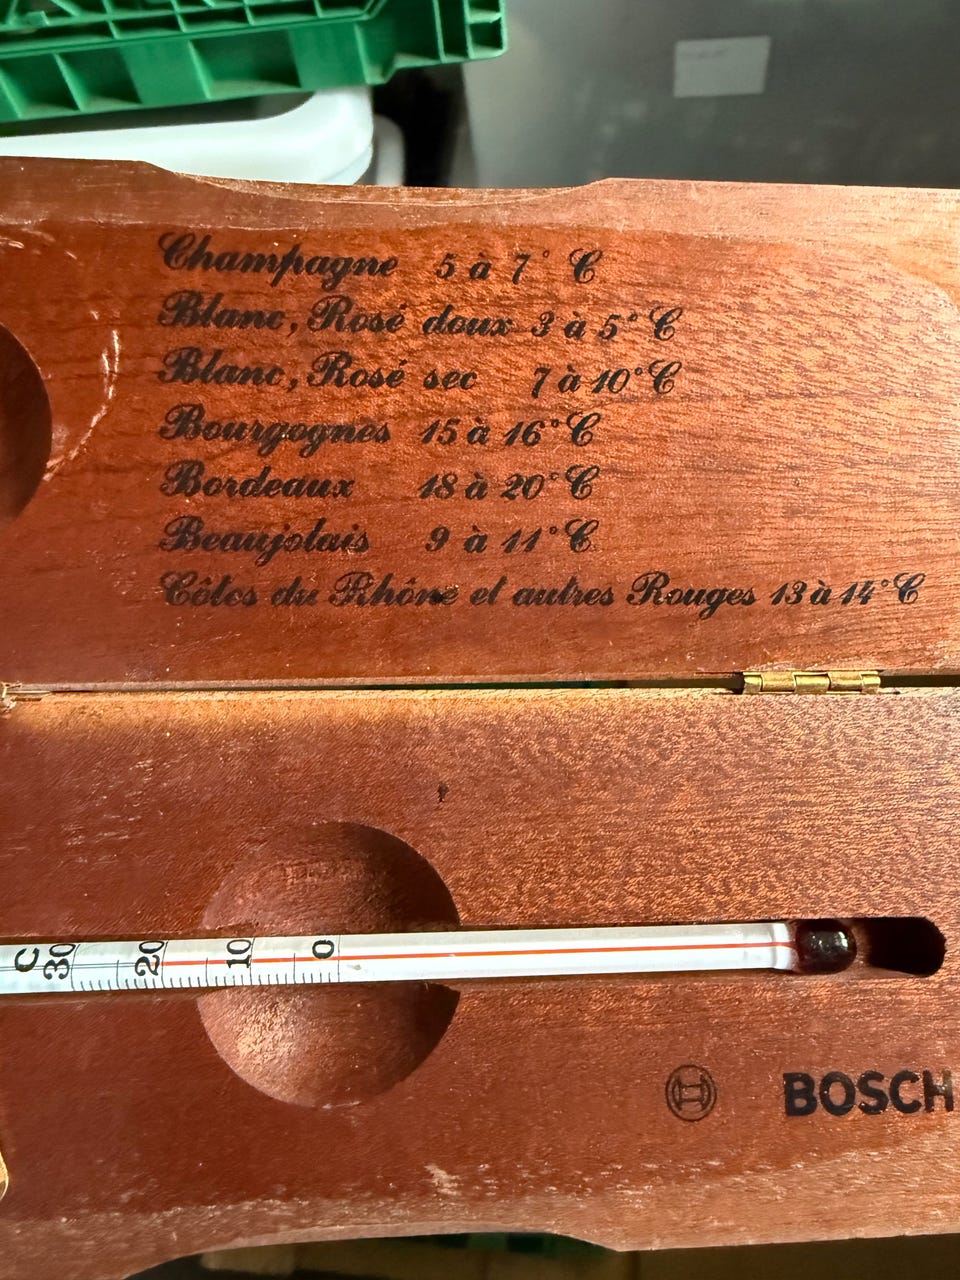 Champagne 5 à 7° C
Blanc, Rosé doux 3 à 5° C
Blanc, Rosé sec 7 à 10° C
Bourgognes 15 à 16° C
Bordeaux 18 à 20° C
Beaujolais 9 à 11° C
Côtes du Rhône et autres Rouges 13 à 14° C
C 30 20 10 0
BOSCH